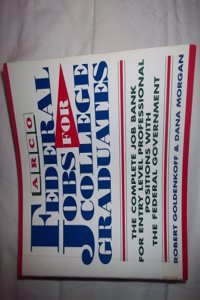 ARCO
FEDERAL
JOBS FOR
COLLEGE
GRADUATES
THE COMPLETE JOB BANK
FOR ENTRY LEVEL PROFESSIONAL
POSITIONS WITH
THE FEDERAL GOVERNMENT
ROBERT GOLDENKOFF & DANA MORGAN